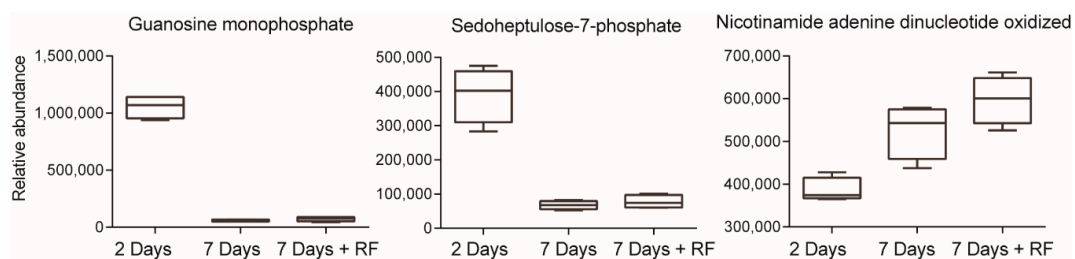 Guanosine monophosphate
Relative abundance
1,500,000
1,000,000
500,000
0
2 Days 7 Days 7 Days + RF
Sedoheptulose-7-phosphate
500,000
400,000
300,000
200,000
100,000
0
2 Days 7 Days 7 Days + RF
Nicotinamide adenine dinucleotide oxidized
700,000
600,000
500,000
400,000
300,000
2 Days 7 Days 7 Days + RF